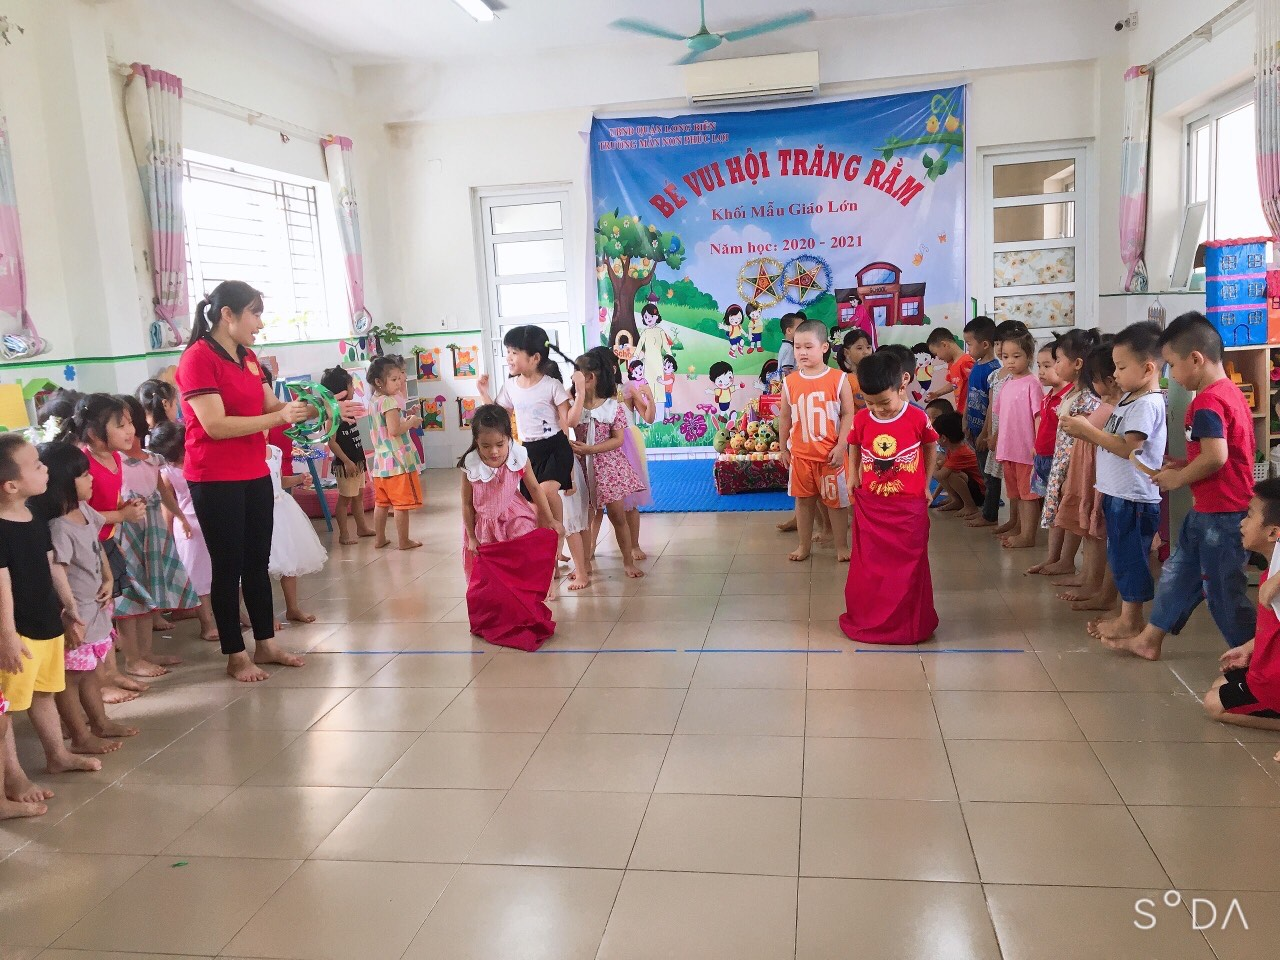 UBND QUẬN LONG BIÊN
TRƯỜNG MẦM NON PHÚC LỢI
BÉ VUI HỘI TRĂNG RẰM
Khối Mẫu Giáo Lớn
Năm học: 2020 - 2021
SCHOOL
16
16
SODA